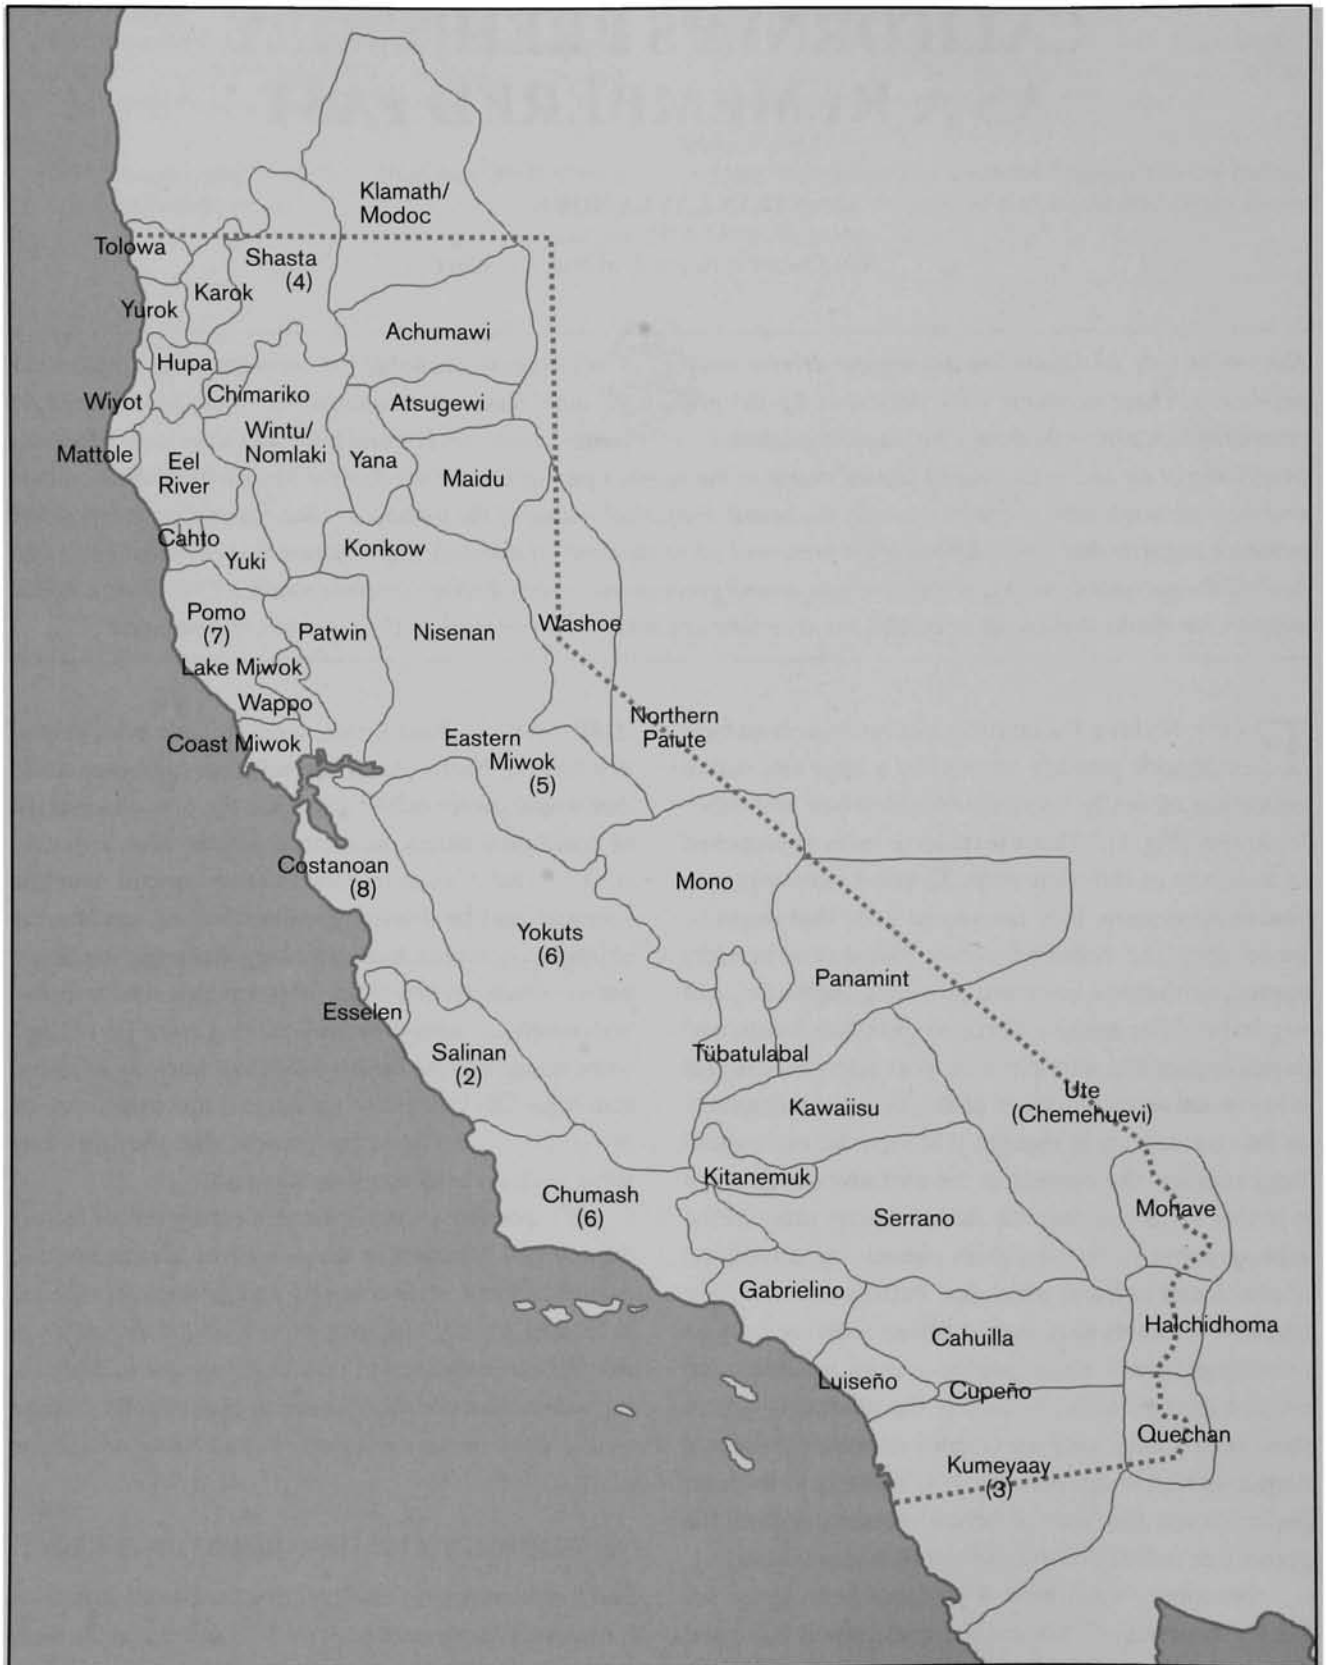 Klamath/
Modoc
Tolowa
Shasta
(4)
Karok
Yurok
Achumawi
Hupa
Chimariko
Wiyot
Atsugewi
Wintu/
Nomlaki
Mattole
Eel
River
Yana
Maidu
Cahto
Yuki
Konkow
Pomo
(7)
Patwin
Nisenan
Washoe
Lake Miwok
Wappo
Coast Miwok
Northern
Paiute
Eastern
Miwok
(5)
Costanoan
(8)
Mono
Yokuts
(6)
Panamint
Esselen
Salinan
(2)
Tübatulabal
Kawaiisu
Ute
(Chemehuevi)
Kitanemuk
Chumash
(6)
Serrano
Mohave
Gabrielino
Halchidhoma
Cahuilla
Luiseño
Cupeño
Quechan
Kumeyaay
(3)